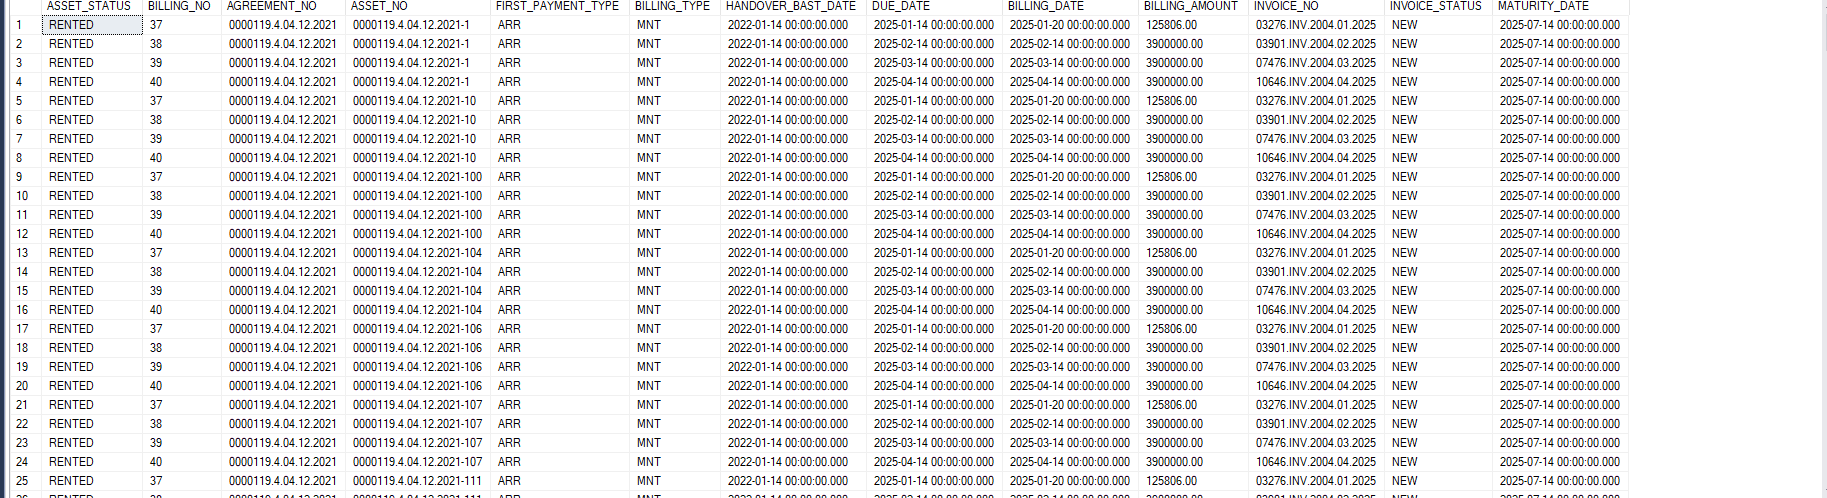 ASSET_STATUS BILLING_NO AGREEMENT_NO ASSET_NO FIRST_PAYMENT_TYPE BILLING_TYPE HANDOVER_BAST_DATE DUE_DATE BILLING_DATE BILLING_AMOUNT INVOICE_NO INVOICE_STATUS MATURITY_DATE
1 RENTED 37 0000119.4.04.12.2021 0000119.4.04.12.2021-1 ARR MNT 2022-01-14 00:00:00.000 2025-01-14 00:00:00.000 2025-01-20 00:00:00.000 125806.00 03276.INV.2004.01.2025 NEW 2025-07-14 00:00:00.000
2 RENTED 38 0000119.4.04.12.2021 0000119.4.04.12.2021-1 ARR MNT 2022-01-14 00:00:00.000 2025-02-14 00:00:00.000 2025-02-14 00:00:00.000 3900000.00 03901.INV.2004.02.2025 NEW 2025-07-14 00:00:00.000
3 RENTED 39 0000119.4.04.12.2021 0000119.4.04.12.2021-1 ARR MNT 2022-01-14 00:00:00.000 2025-03-14 00:00:00.000 2025-03-14 00:00:00.000 3900000.00 07476.INV.2004.03.2025 NEW 2025-07-14 00:00:00.000
4 RENTED 40 0000119.4.04.12.2021 0000119.4.04.12.2021-1 ARR MNT 2022-01-14 00:00:00.000 2025-04-14 00:00:00.000 2025-04-14 00:00:00.000 3900000.00 10646.INV.2004.04.2025 NEW 2025-07-14 00:00:00.000
5 RENTED 37 0000119.4.04.12.2021 0000119.4.04.12.2021-10 ARR MNT 2022-01-14 00:00:00.000 2025-01-14 00:00:00.000 2025-01-20 00:00:00.000 125806.00 03276.INV.2004.01.2025 NEW 2025-07-14 00:00:00.000
6 RENTED 38 0000119.4.04.12.2021 0000119.4.04.12.2021-10 ARR MNT 2022-01-14 00:00:00.000 2025-02-14 00:00:00.000 2025-02-14 00:00:00.000 3900000.00 03901.INV.2004.02.2025 NEW 2025-07-14 00:00:00.000
7 RENTED 39 0000119.4.04.12.2021 0000119.4.04.12.2021-10 ARR MNT 2022-01-14 00:00:00.000 2025-03-14 00:00:00.000 2025-03-14 00:00:00.000 3900000.00 07476.INV.2004.03.2025 NEW 2025-07-14 00:00:00.000
8 RENTED 40 0000119.4.04.12.2021 0000119.4.04.12.2021-10 ARR MNT 2022-01-14 00:00:00.000 2025-04-14 00:00:00.000 2025-04-14 00:00:00.000 3900000.00 10646.INV.2004.04.2025 NEW 2025-07-14 00:00:00.000
9 RENTED 37 0000119.4.04.12.2021 0000119.4.04.12.2021-100 ARR MNT 2022-01-14 00:00:00.000 2025-01-14 00:00:00.000 2025-01-20 00:00:00.000 125806.00 03276.INV.2004.01.2025 NEW 2025-07-14 00:00:00.000
10 RENTED 38 0000119.4.04.12.2021 0000119.4.04.12.2021-100 ARR MNT 2022-01-14 00:00:00.000 2025-02-14 00:00:00.000 2025-02-14 00:00:00.000 3900000.00 03901.INV.2004.02.2025 NEW 2025-07-14 00:00:00.000
11 RENTED 39 0000119.4.04.12.2021 0000119.4.04.12.2021-100 ARR MNT 2022-01-14 00:00:00.000 2025-03-14 00:00:00.000 2025-03-14 00:00:00.000 3900000.00 07476.INV.2004.03.2025 NEW 2025-07-14 00:00:00.000
12 RENTED 40 0000119.4.04.12.2021 0000119.4.04.12.2021-100 ARR MNT 2022-01-14 00:00:00.000 2025-04-14 00:00:00.000 2025-04-14 00:00:00.000 3900000.00 10646.INV.2004.04.2025 NEW 2025-07-14 00:00:00.000
13 RENTED 37 0000119.4.04.12.2021 0000119.4.04.12.2021-104 ARR MNT 2022-01-14 00:00:00.000 2025-01-14 00:00:00.000 2025-01-20 00:00:00.000 125806.00 03276.INV.2004.01.2025 NEW 2025-07-14 00:00:00.000
14 RENTED 38 0000119.4.04.12.2021 0000119.4.04.12.2021-104 ARR MNT 2022-01-14 00:00:00.000 2025-02-14 00:00:00.000 2025-02-14 00:00:00.000 3900000.00 03901.INV.2004.02.2025 NEW 2025-07-14 00:00:00.000
15 RENTED 39 0000119.4.04.12.2021 0000119.4.04.12.2021-104 ARR MNT 2022-01-14 00:00:00.000 2025-03-14 00:00:00.000 2025-03-14 00:00:00.000 3900000.00 07476.INV.2004.03.2025 NEW 2025-07-14 00:00:00.000
16 RENTED 40 0000119.4.04.12.2021 0000119.4.04.12.2021-104 ARR MNT 2022-01-14 00:00:00.000 2025-04-14 00:00:00.000 2025-04-14 00:00:00.000 3900000.00 10646.INV.2004.04.2025 NEW 2025-07-14 00:00:00.000
17 RENTED 37 0000119.4.04.12.2021 0000119.4.04.12.2021-106 ARR MNT 2022-01-14 00:00:00.000 2025-01-14 00:00:00.000 2025-01-20 00:00:00.000 125806.00 03276.INV.2004.01.2025 NEW 2025-07-14 00:00:00.000
18 RENTED 38 0000119.4.04.12.2021 0000119.4.04.12.2021-106 ARR MNT 2022-01-14 00:00:00.000 2025-02-14 00:00:00.000 2025-02-14 00:00:00.000 3900000.00 03901.INV.2004.02.2025 NEW 2025-07-14 00:00:00.000
19 RENTED 39 0000119.4.04.12.2021 0000119.4.04.12.2021-106 ARR MNT 2022-01-14 00:00:00.000 2025-03-14 00:00:00.000 2025-03-14 00:00:00.000 3900000.00 07476.INV.2004.03.2025 NEW 2025-07-14 00:00:00.000
20 RENTED 40 0000119.4.04.12.2021 0000119.4.04.12.2021-106 ARR MNT 2022-01-14 00:00:00.000 2025-04-14 00:00:00.000 2025-04-14 00:00:00.000 3900000.00 10646.INV.2004.04.2025 NEW 2025-07-14 00:00:00.000
21 RENTED 37 0000119.4.04.12.2021 0000119.4.04.12.2021-107 ARR MNT 2022-01-14 00:00:00.000 2025-01-14 00:00:00.000 2025-01-20 00:00:00.000 125806.00 03276.INV.2004.01.2025 NEW 2025-07-14 00:00:00.000
22 RENTED 38 0000119.4.04.12.2021 0000119.4.04.12.2021-107 ARR MNT 2022-01-14 00:00:00.000 2025-02-14 00:00:00.000 2025-02-14 00:00:00.000 3900000.00 03901.INV.2004.02.2025 NEW 2025-07-14 00:00:00.000
23 RENTED 39 0000119.4.04.12.2021 0000119.4.04.12.2021-107 ARR MNT 2022-01-14 00:00:00.000 2025-03-14 00:00:00.000 2025-03-14 00:00:00.000 3900000.00 07476.INV.2004.03.2025 NEW 2025-07-14 00:00:00.000
24 RENTED 40 0000119.4.04.12.2021 0000119.4.04.12.2021-107 ARR MNT 2022-01-14 00:00:00.000 2025-04-14 00:00:00.000 2025-04-14 00:00:00.000 3900000.00 10646.INV.2004.04.2025 NEW 2025-07-14 00:00:00.000
25 RENTED 37 0000119.4.04.12.2021 0000119.4.04.12.2021-111 ARR MNT 2022-01-14 00:00:00.000 2025-01-14 00:00:00.000 2025-01-20 00:00:00.000 125806.00 03276.INV.2004.01.2025 NEW 2025-07-14 00:00:00.000